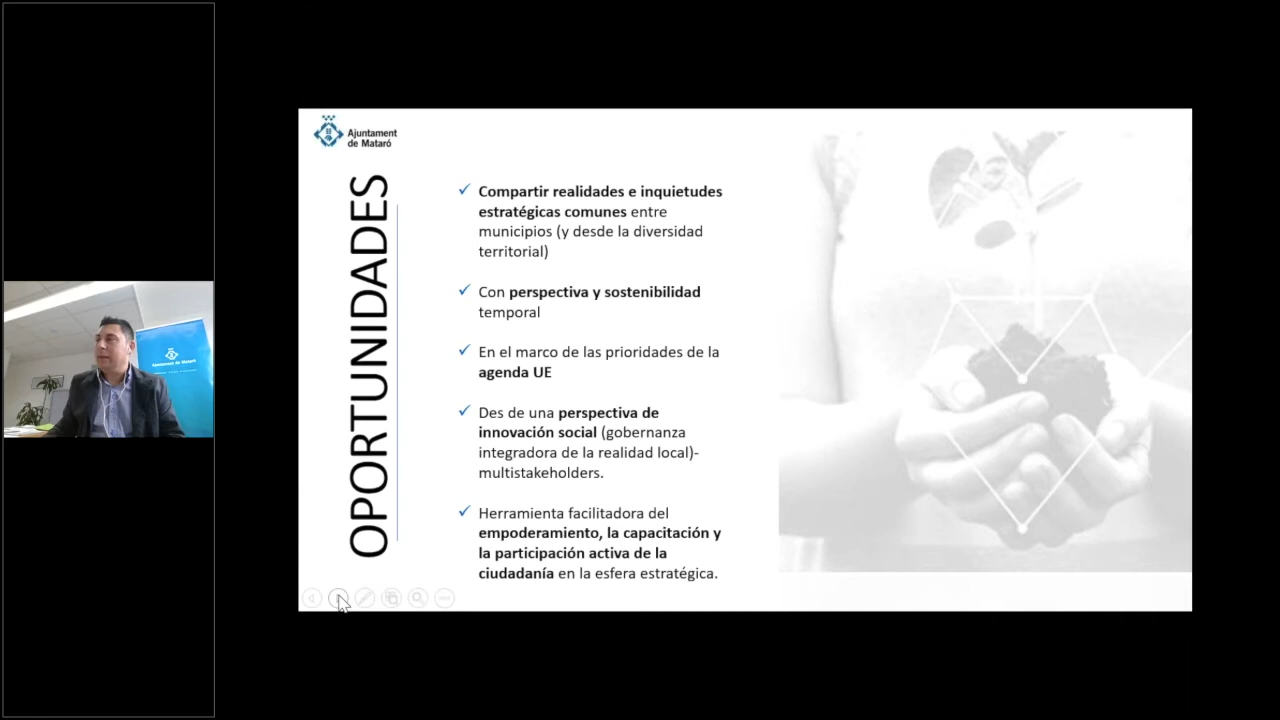 Ajuntament
de Mataró
OPORTUNIDADES
✓ Compartir realidades e inquietudes
estratégicas comunes entre
municipios (y desde la diversidad
territorial)
✓ Con perspectiva y sostenibilidad
temporal
✓ En el marco de las prioridades de la
agenda UE
✓ Des de una perspectiva de
innovación social (gobernanza
integradora de la realidad local)-
multistakeholders.
✓ Herramienta facilitadora del
empoderamiento, la capacitación y
la participación activa de la
ciudadanía en la esfera estratégica.
Ajuntament de Mataró